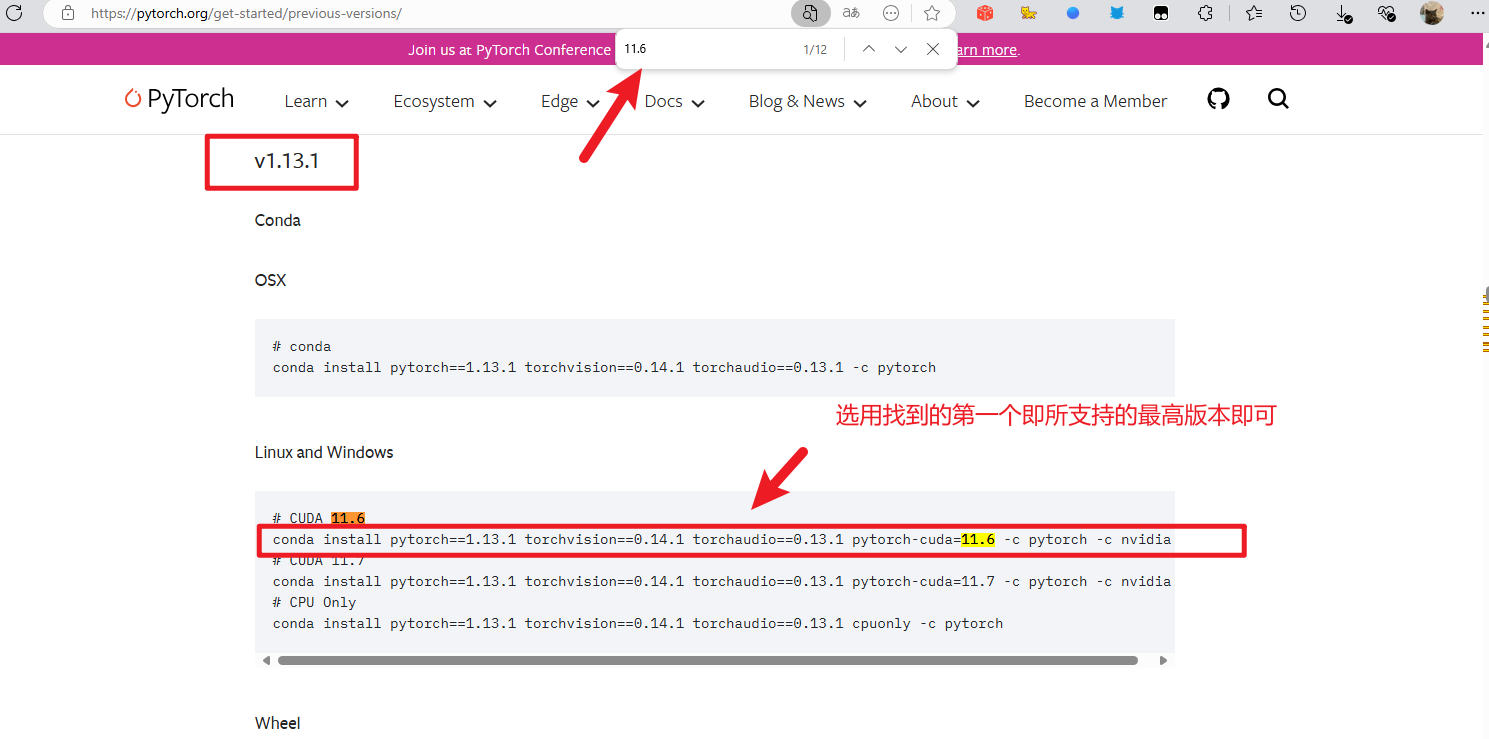 https://pytorch.org/get-started/previous-versions/
Join us at PyTorch Conference
arn more.
11.6
1/12
PyTorch
Learn
Ecosystem
Edge
Docs
Blog & News
About
Become a Member
v1.13.1
Conda
OSX
# conda
conda install pytorch==1.13.1 torchvision==0.14.1 torchaudio==0.13.1 -c pytorch
选用找到的第一个即所支持的最高版本即可
Linux and Windows
# CUDA 11.6
conda install pytorch==1.13.1 torchvision==0.14.1 torchaudio==0.13.1 pytorch-cuda=11.6 -c pytorch -c nvidia
# CUDA 11.7
conda install pytorch==1.13.1 torchvision==0.14.1 torchaudio==0.13.1 pytorch-cuda=11.7 -c pytorch -c nvidia
# CPU Only
conda install pytorch==1.13.1 torchvision==0.14.1 torchaudio==0.13.1 cpuonly -c pytorch
Wheel